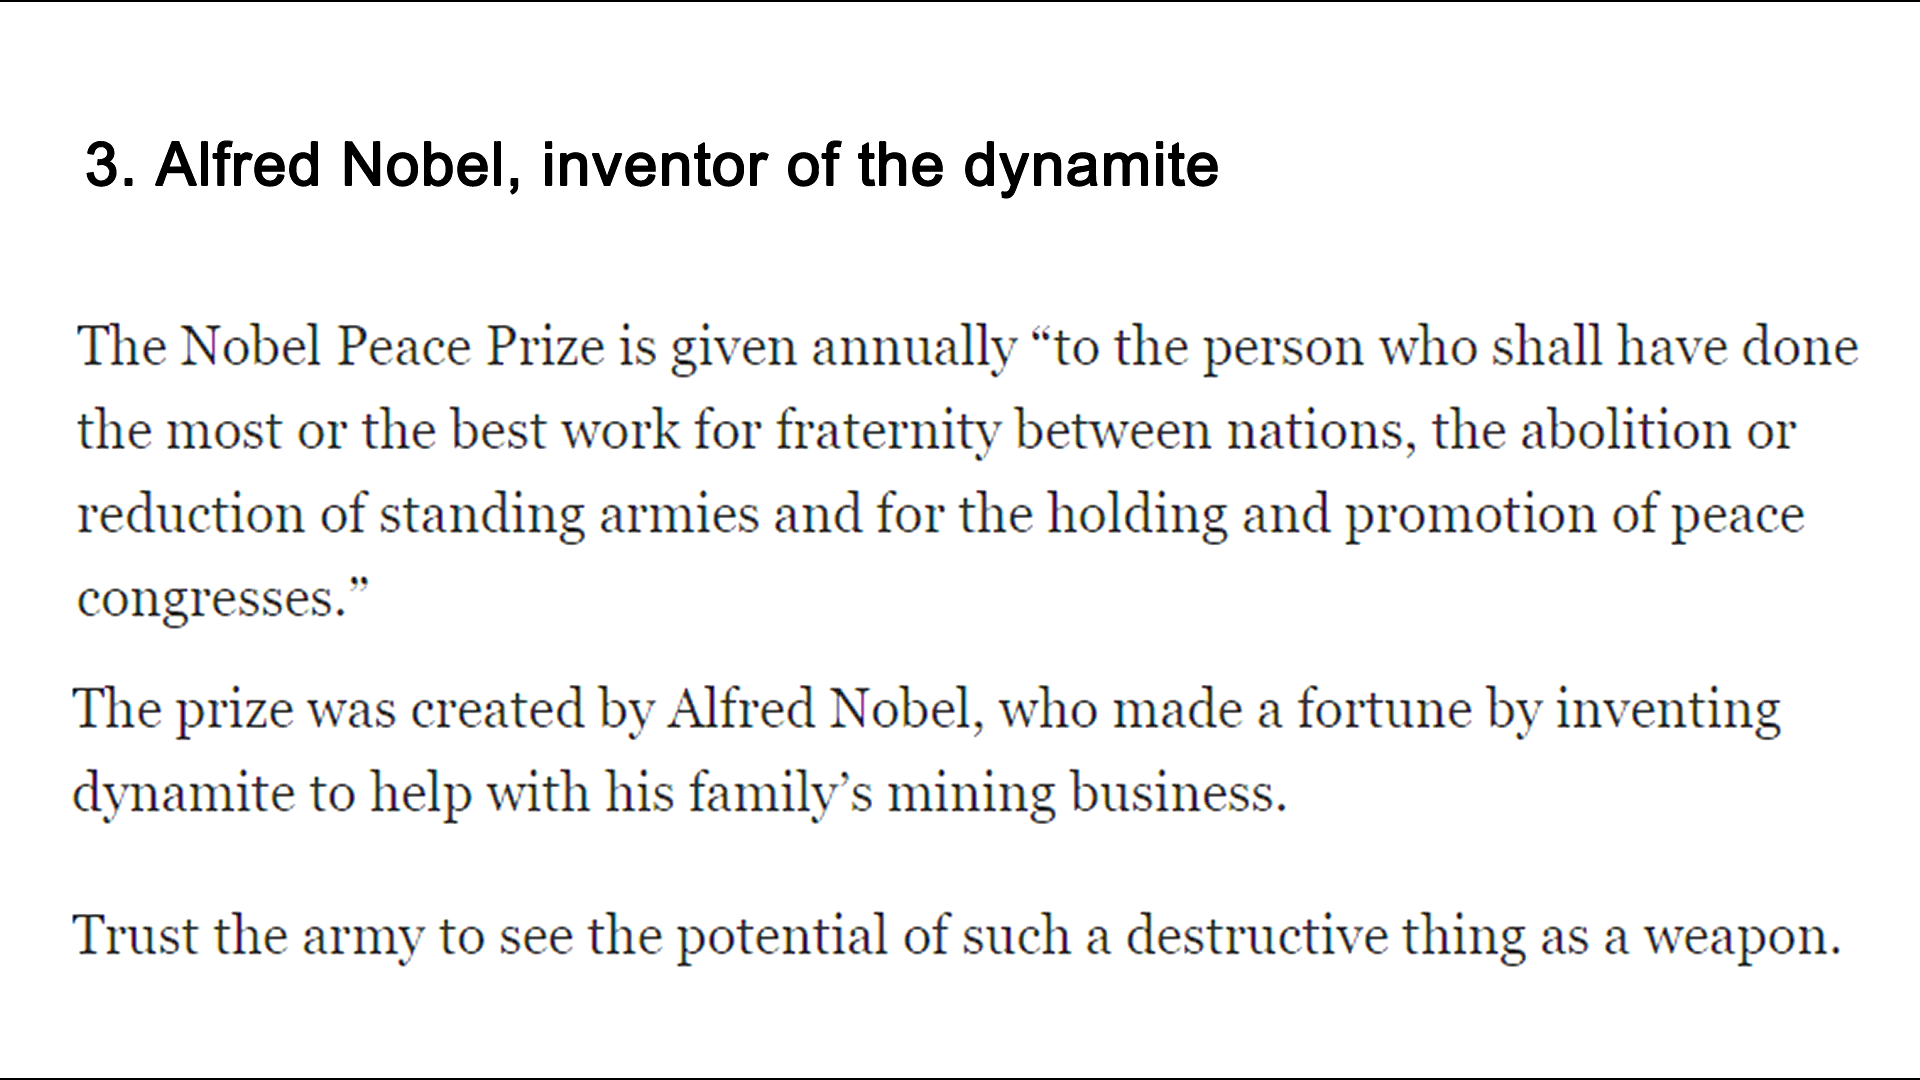 3. Alfred Nobel, inventor of the dynamite
The Nobel Peace Prize is given annually “to the person who shall have done
the most or the best work for fraternity between nations, the abolition or
reduction of standing armies and for the holding and promotion of peace
congresses.”
The prize was created by Alfred Nobel, who made a fortune by inventing
dynamite to help with his family’s mining business.
Trust the army to see the potential of such a destructive thing as a weapon.